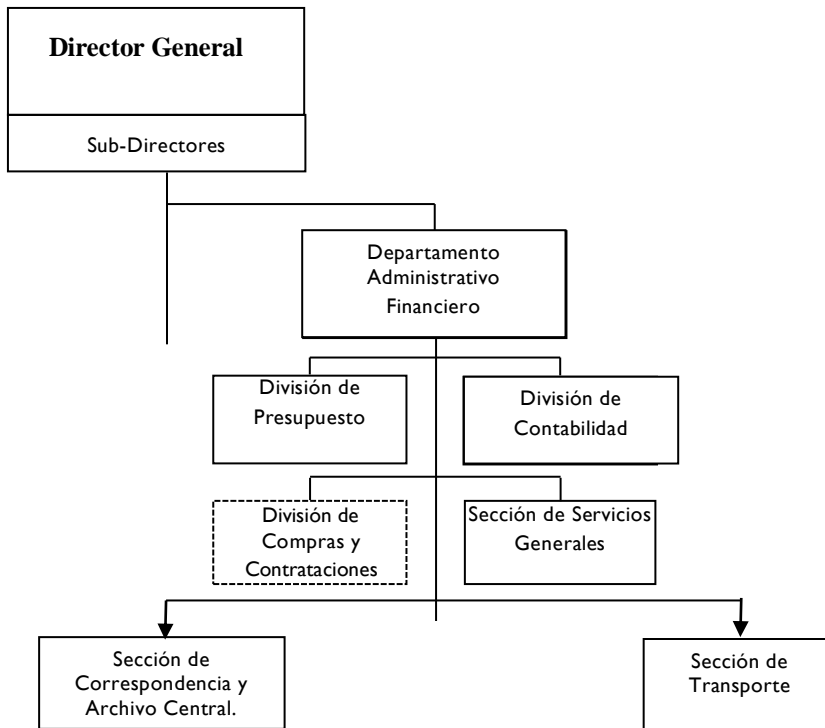 Director General
Sub-Directores
Departamento
Administrativo
Financiero
División de
Presupuesto
División de
Contabilidad
División de
Compras y
Contrataciones
Sección de Servicios
Generales
Sección de
Correspondencia y
Archivo Central.
Sección de
Transporte